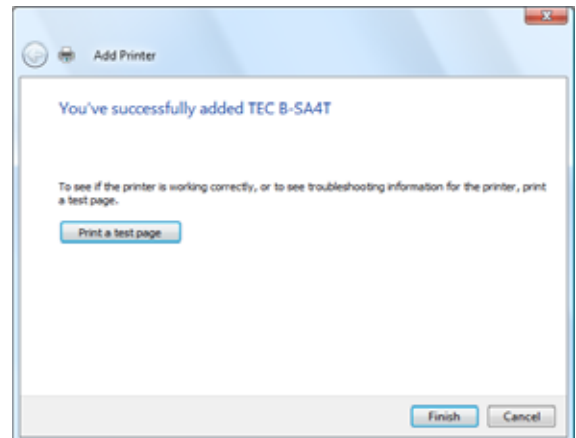 Add Printer
You've successfully added TEC B-SA4T
To see if the printer is working correctly, or to see troubleshooting information for the printer, print
a test page.
Print a test page
Finish Cancel